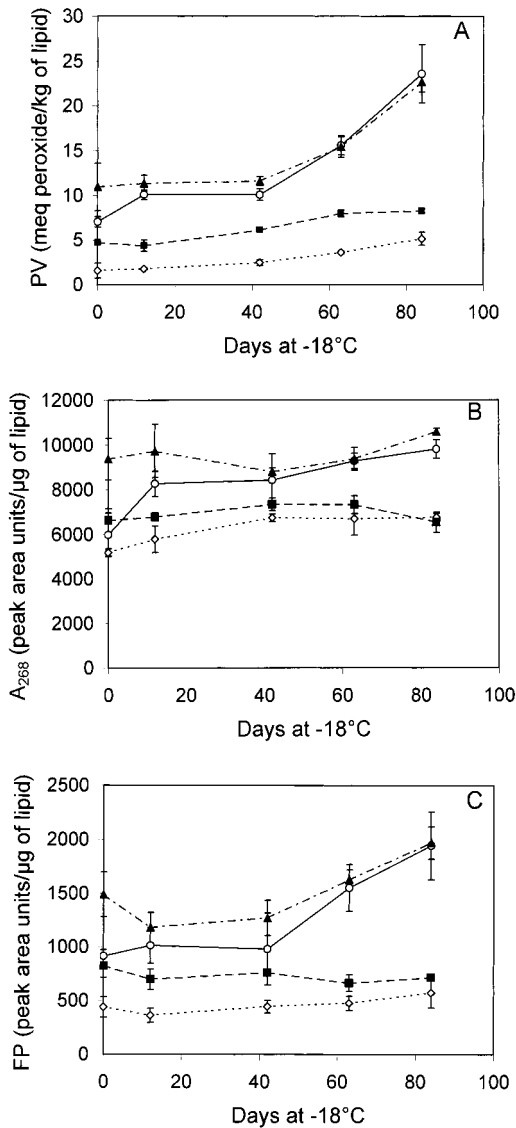 A
30
25
20
15
10
5
0
PV (meq peroxide/kg of lipid)
0 20 40 60 80 100
Days at -18°C
B
12000
10000
8000
6000
4000
2000
0
A268 (peak area units/µg of lipid)
0 20 40 60 80 100
Days at -18°C
C
2500
2000
1500
1000
500
0
FP (peak area units/µg of lipid)
0 20 40 60 80 100
Days at -18°C